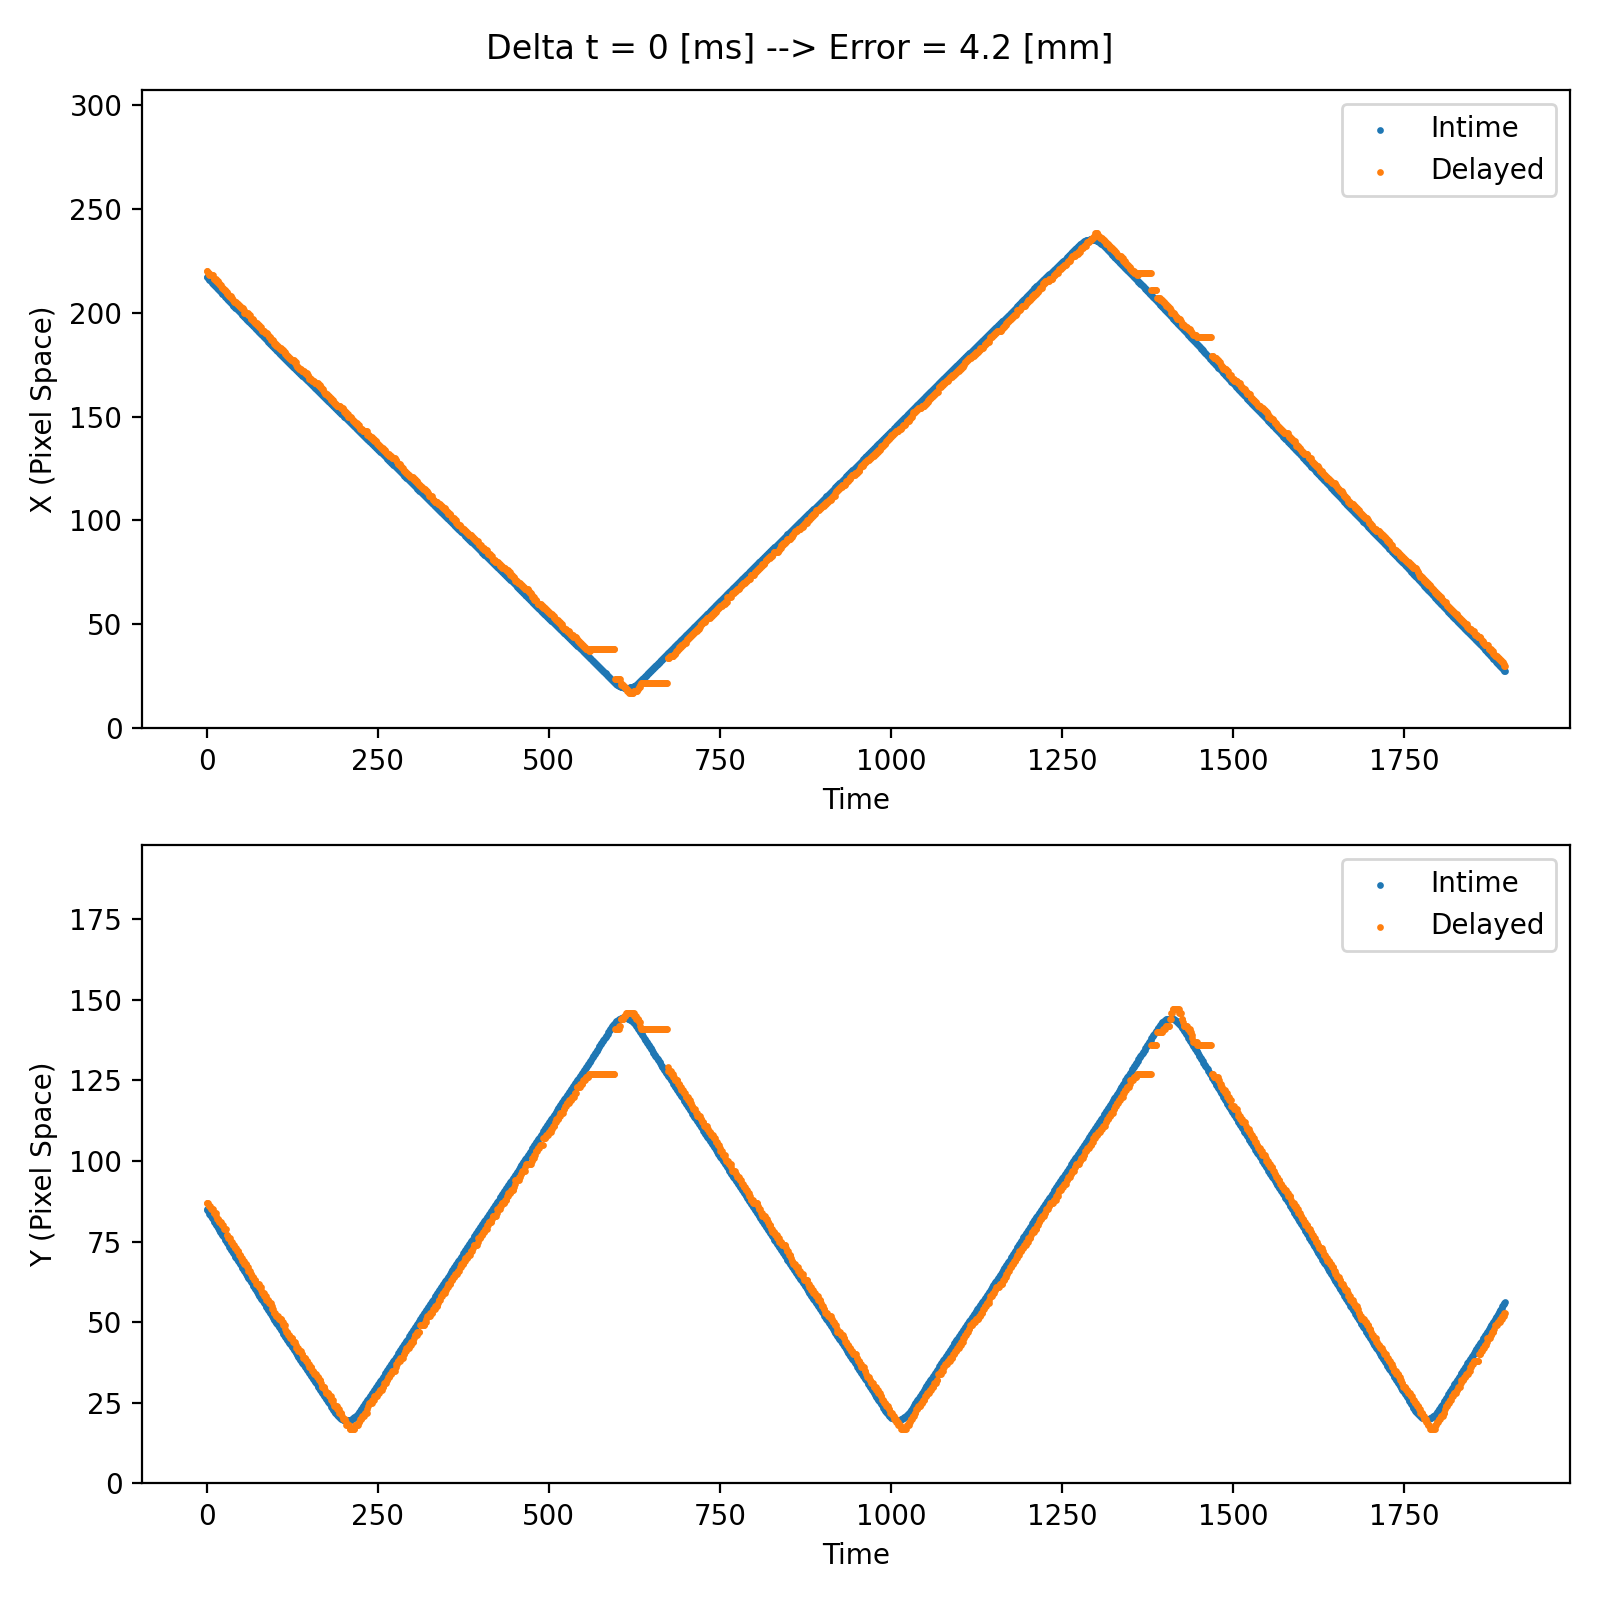 Delta t = 0 [ms] --> Error = 4.2 [mm]
300
250
200
150
100
50
0
X (Pixel Space)
Intime
Delayed
0 250 500 750 1000 1250 1500 1750
Time
175
150
125
100
75
50
25
0
Y (Pixel Space)
Intime
Delayed
0 250 500 750 1000 1250 1500 1750
Time